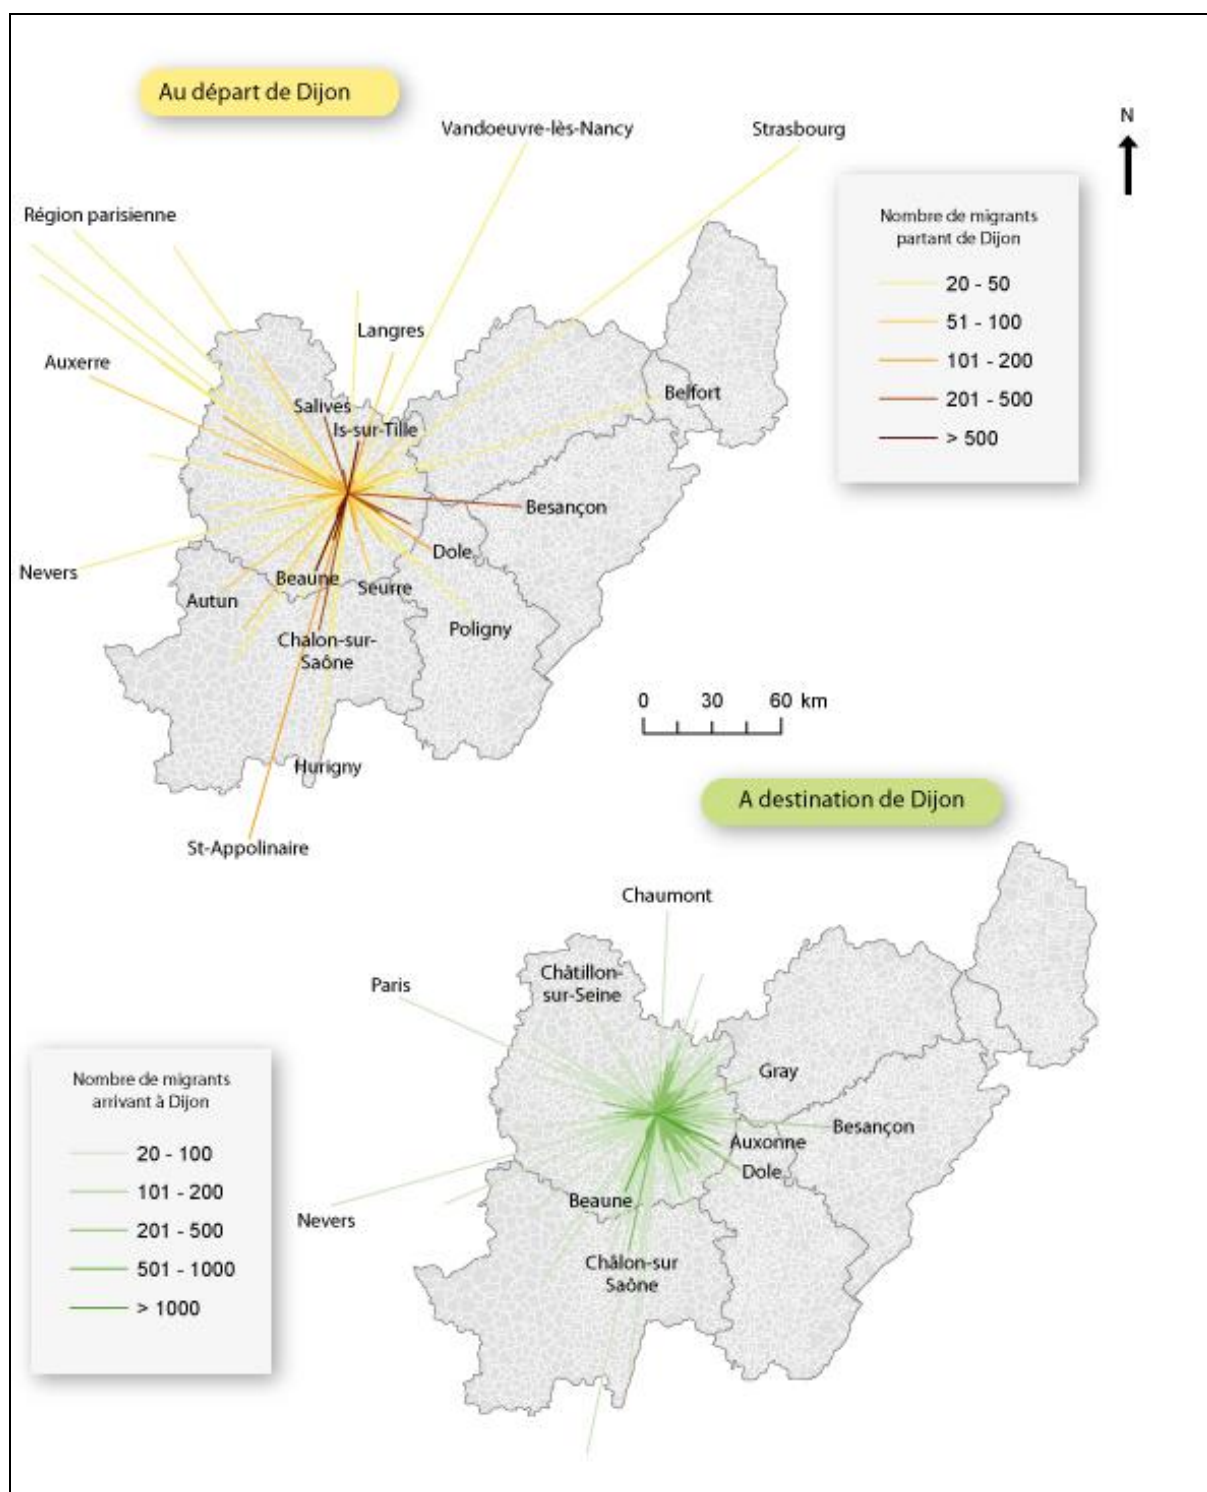 Au départ de Dijon
Vandoeuvre-lès-Nancy
Strasbourg
N
Région parisienne
Nombre de migrants
partant de Dijon
20 - 50
51 - 100
101 - 200
201 - 500
> 500
Langres
Auxerre
Belfort
Salives
Is-sur-Tille
Besançon
Dole
Nevers
Beaune
Seurre
Autun
Poligny
Chalon-sur-
Saône
0 30 60 km
Hurigny
St-Appolinaire
A destination de Dijon
Chaumont
Châtillon-
sur-Seine
Paris
Gray
Nombre de migrants
arrivant à Dijon
20 - 100
101 - 200
201 - 500
501 - 1000
> 1000
Besançon
Auxonne
Dole
Beaune
Nevers
Châlon-sur
Saône